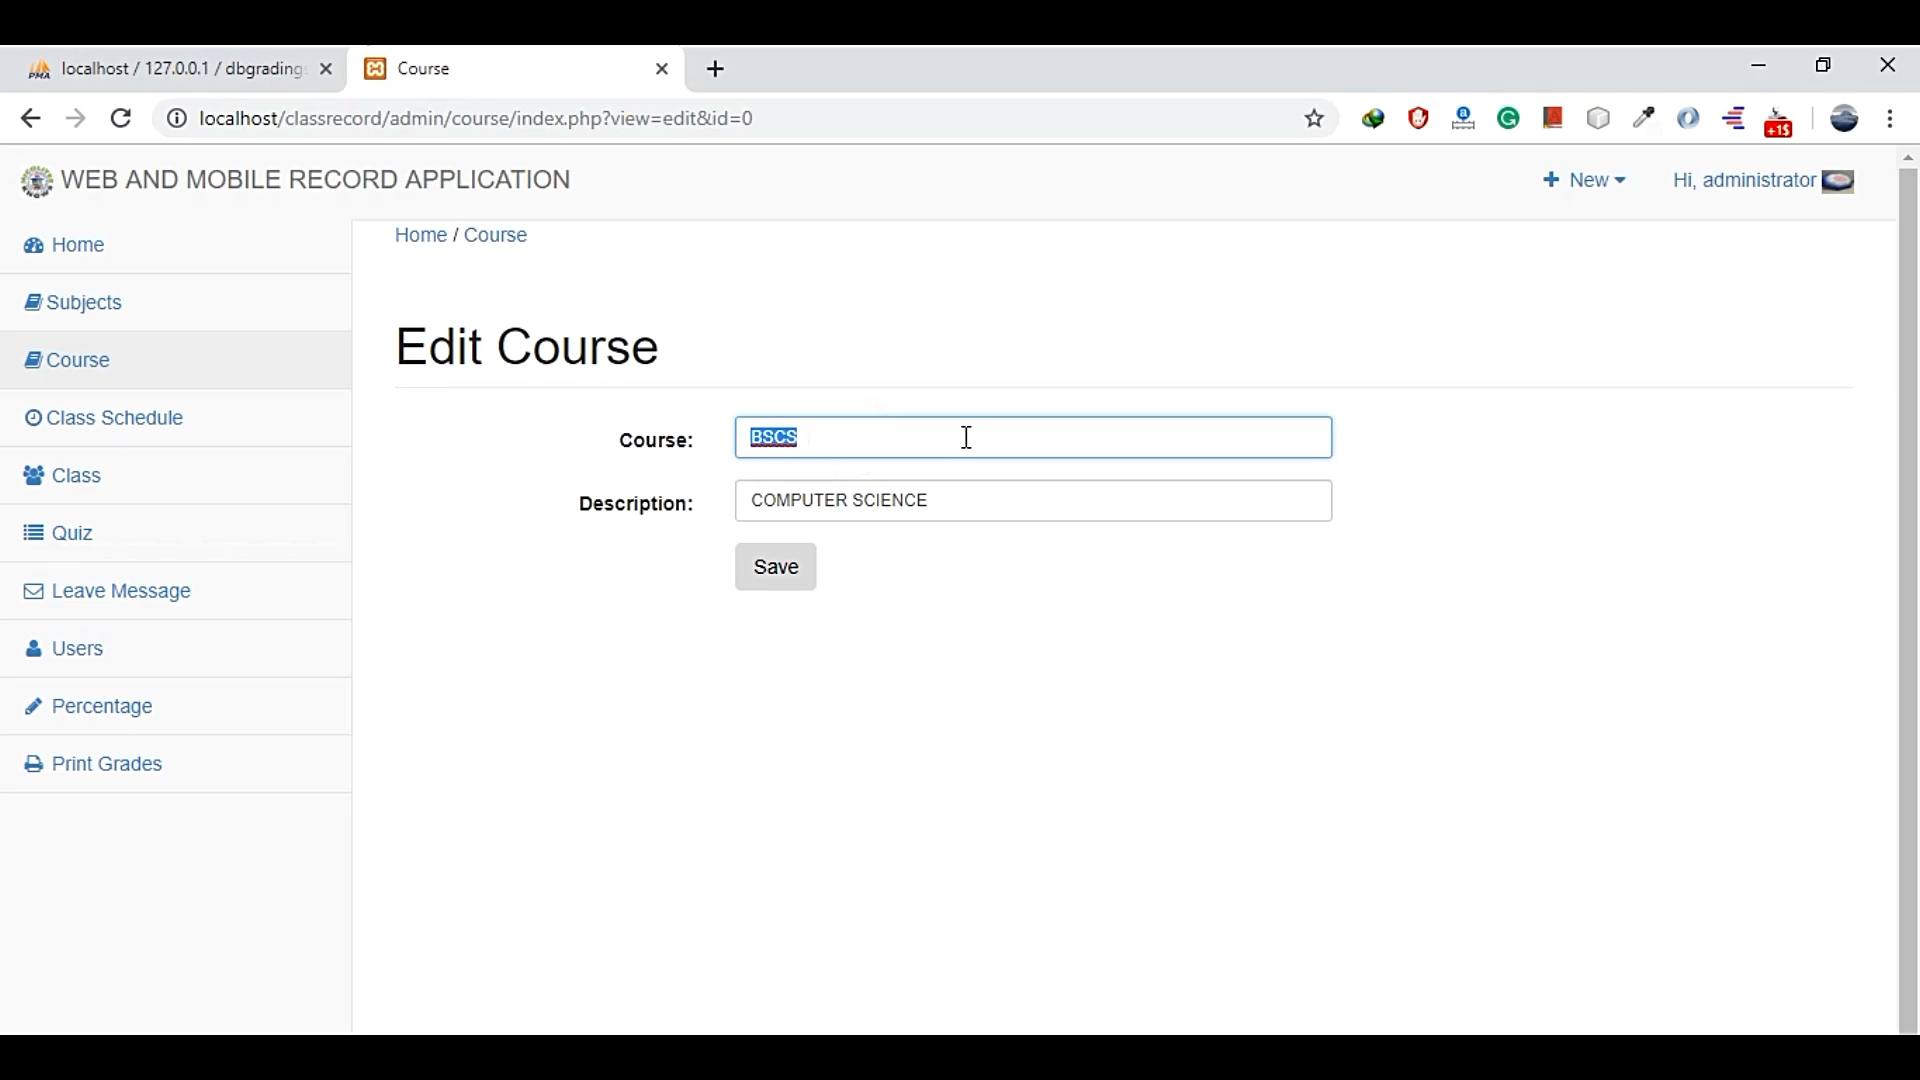 PMA localhost / 127.0.0.1 / dbgrading
Course
localhost/classrecord/admin/course/index.php?view=edit&id=0
+1$
WEB AND MOBILE RECORD APPLICATION
New
Hi, administrator
Home
Subjects
Course
Class Schedule
Class
Quiz
Leave Message
Users
Percentage
Print Grades
Home / Course
Edit Course
Course: BSCS
Description: COMPUTER SCIENCE
Save